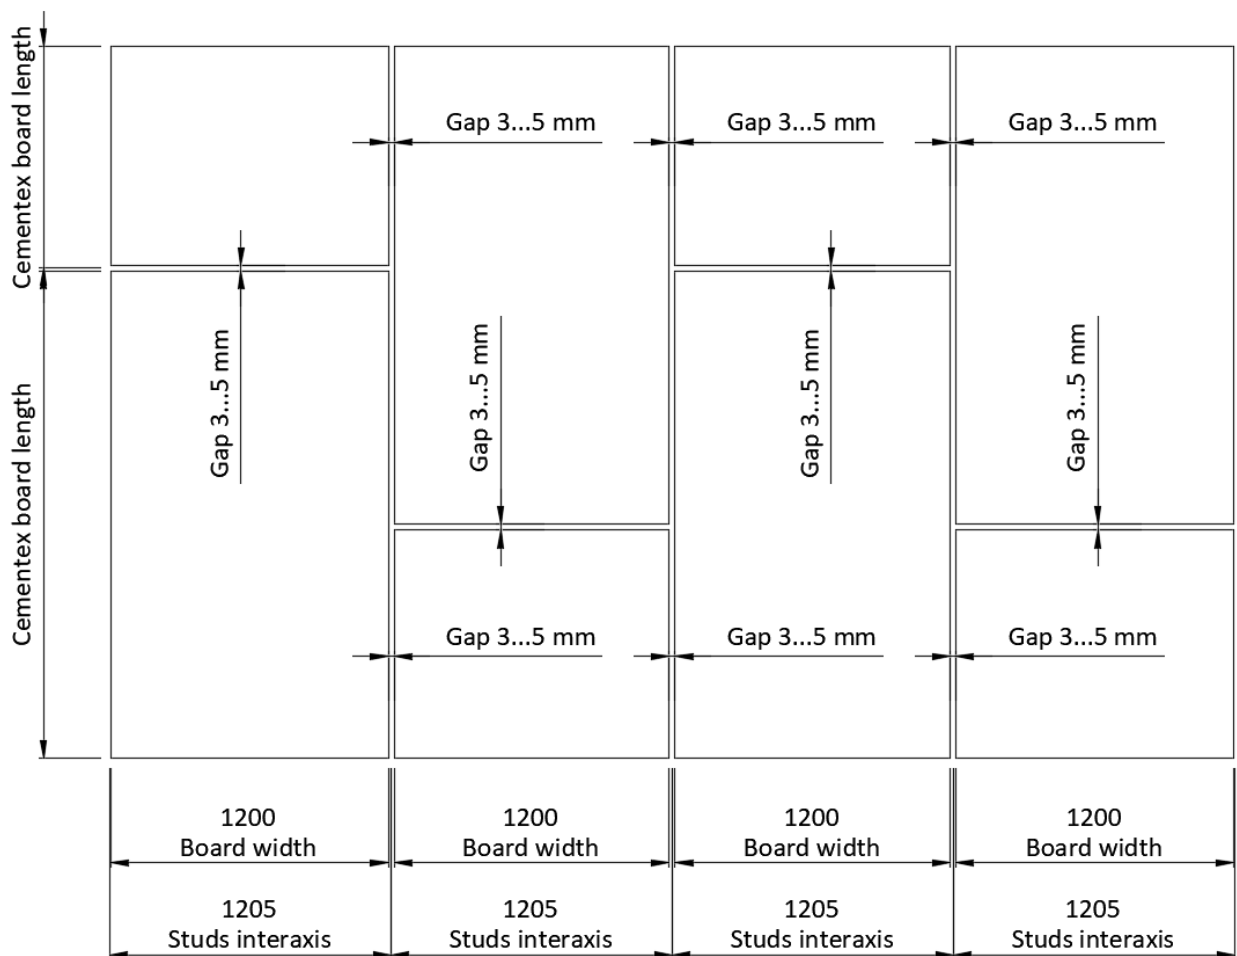 Cementex board length
Gap 3...5 mm
Gap 3...5 mm
Gap 3...5 mm
Gap 3...5 mm
Gap 3...5 mm
Gap 3...5 mm
Gap 3...5 mm
Cementex board length
Gap 3...5 mm
Gap 3...5 mm
Gap 3...5 mm
1200
Board width
1200
Board width
1200
Board width
1200
Board width
1205
Studs interaxis
1205
Studs interaxis
1205
Studs interaxis
1205
Studs interaxis